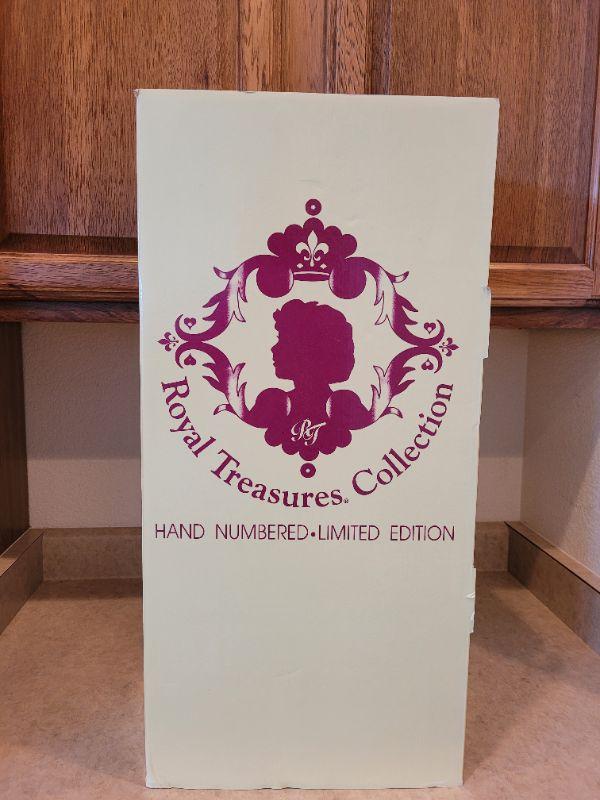 RT
Royal Treasures® Collection
HAND NUMBERED•LIMITED EDITION